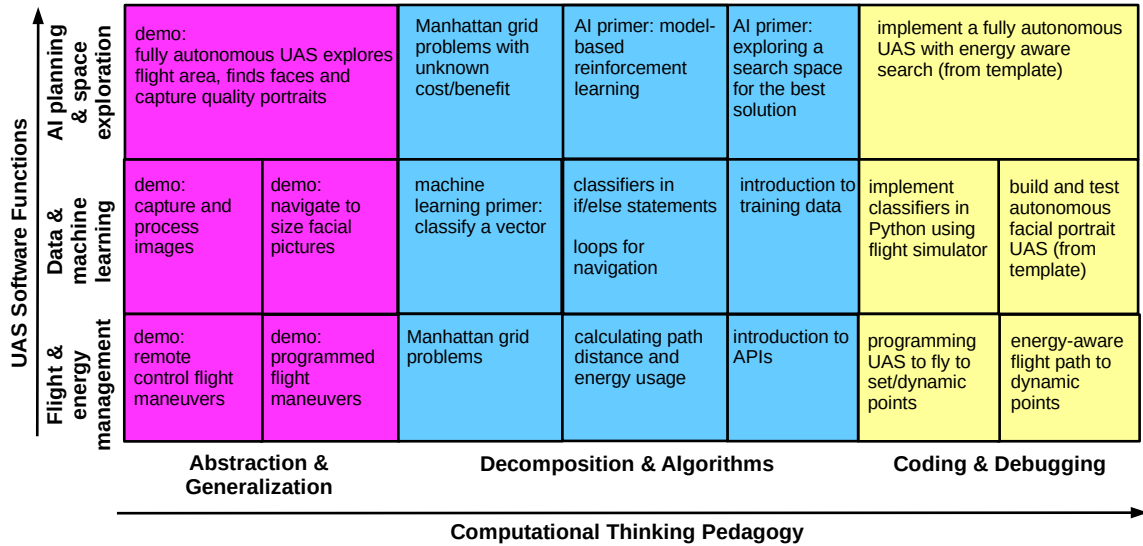 UAS Software Functions
AI planning
& space
exploration
demo:
fully autonomous UAS explores
flight area, finds faces and
capture quality portraits
Manhattan grid
problems with
unknown
cost/benefit
AI primer: model-
based
reinforcement
learning
AI primer:
exploring a
search space
for the best
solution
implement a fully autonomous
UAS with energy aware
search (from template)
Data &
machine
learning
demo:
capture and
process
images
demo:
navigate to
size facial
pictures
machine
learning primer:
classify a vector
classifiers in
if/else statements
loops for
navigation
introduction to
training data
implement
classifiers in
Python using
flight simulator
build and test
autonomous
facial portrait
UAS (from
template)
Flight &
energy
management
demo:
remote
control flight
maneuvers
demo:
programmed
flight
maneuvers
Manhattan grid
problems
calculating path
distance and
energy usage
introduction to
APIs
programming
UAS to fly to
set/dynamic
points
energy-aware
flight path to
dynamic
points
Abstraction &
Generalization
Decomposition & Algorithms
Coding & Debugging
Computational Thinking Pedagogy